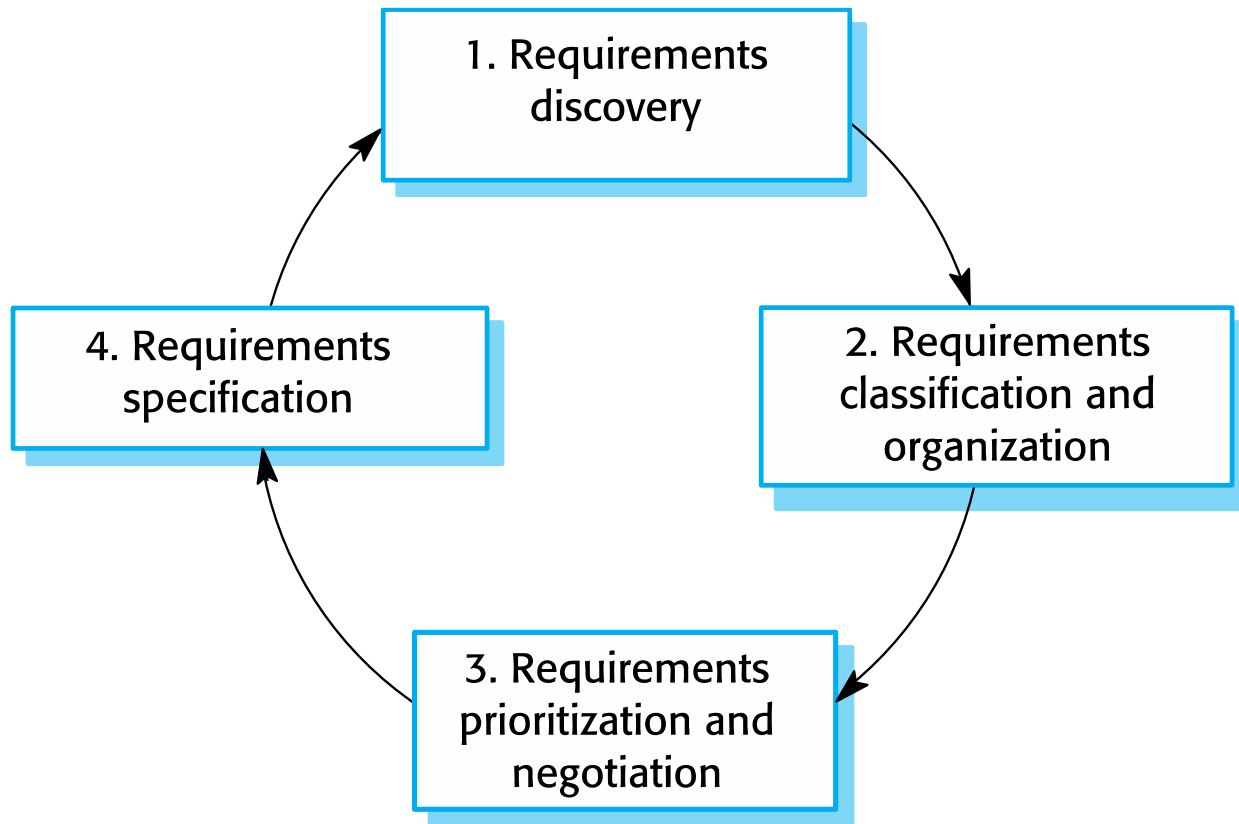 1. Requirements
discovery
2. Requirements
classification and
organization
3. Requirements
prioritization and
negotiation
4. Requirements
specification